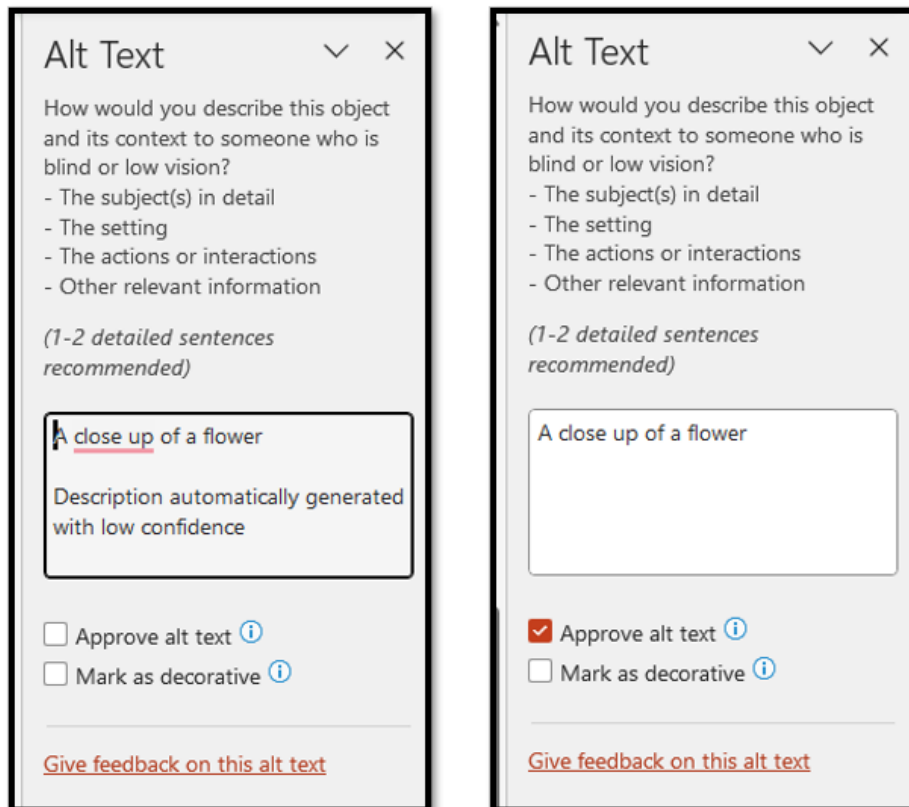 Alt Text
How would you describe this object
and its context to someone who is
blind or low vision?
- The subject(s) in detail
- The setting
- The actions or interactions
- Other relevant information
(1-2 detailed sentences
recommended)
A close up of a flower
Description automatically generated
with low confidence
Approve alt text
Mark as decorative
Give feedback on this alt text
Alt Text
How would you describe this object
and its context to someone who is
blind or low vision?
- The subject(s) in detail
- The setting
- The actions or interactions
- Other relevant information
(1-2 detailed sentences
recommended)
A close up of a flower
Approve alt text
Mark as decorative
Give feedback on this alt text